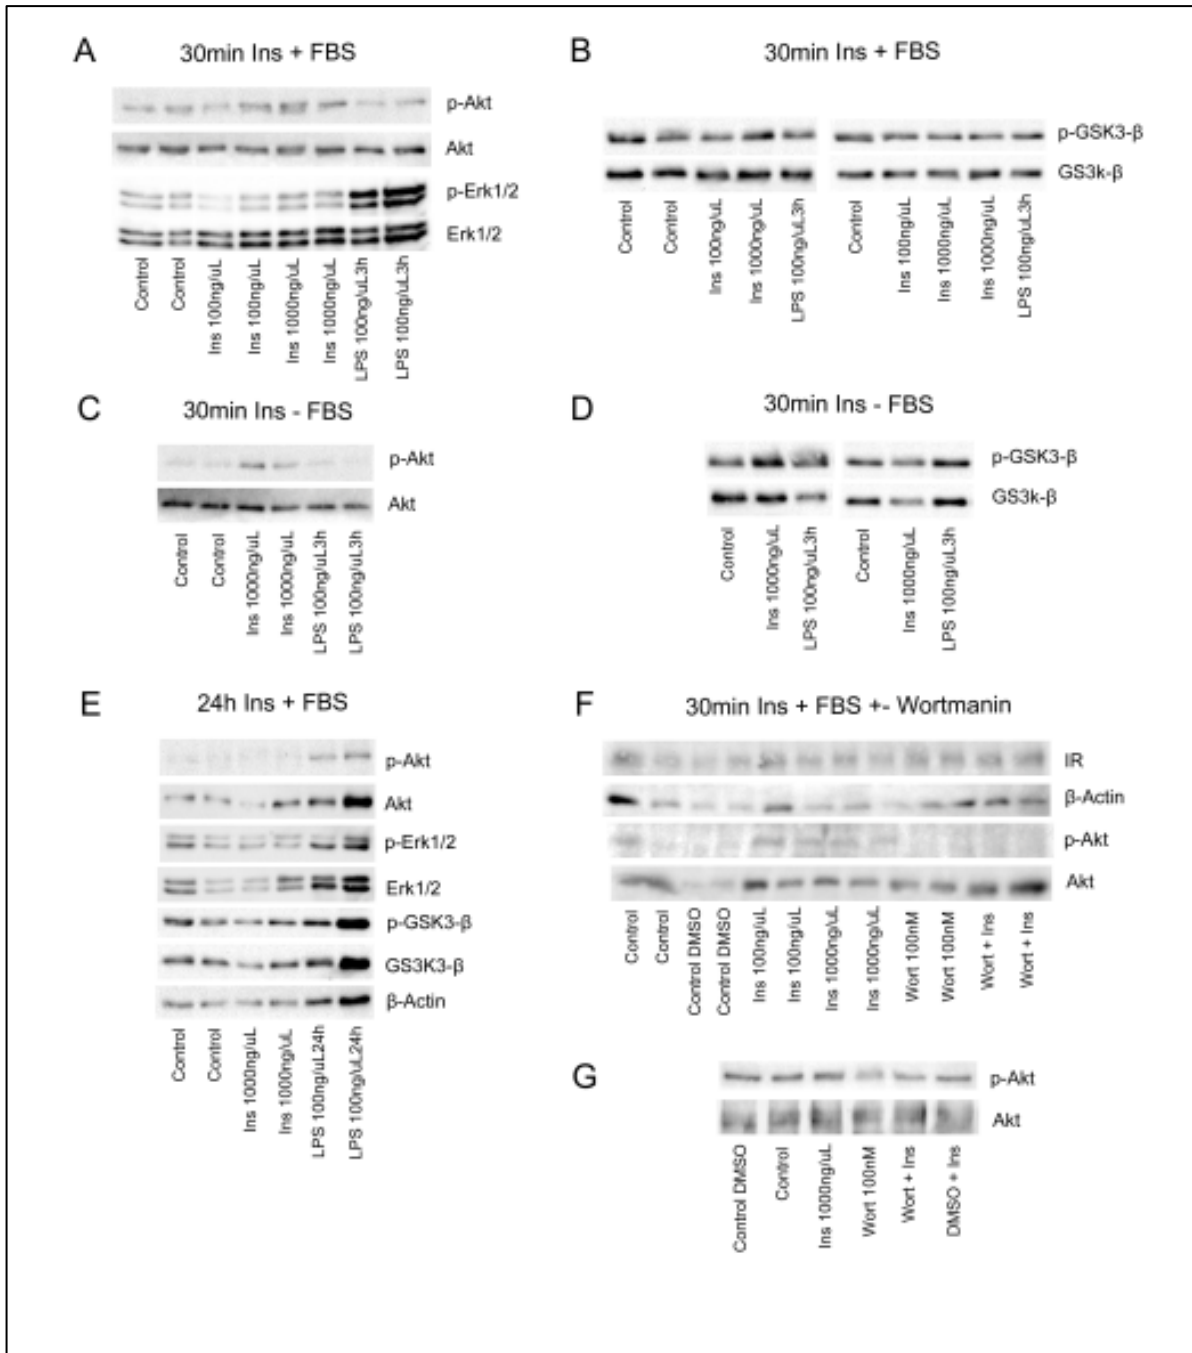 A
30min Ins + FBS
p-Akt
Akt
p-Erk1/2
Erk1/2
Control
Control
Ins 100ng/uL
Ins 100ng/uL
Ins 1000ng/uL
Ins 1000ng/uL
LPS 100ng/uL3h
LPS 100ng/uL3h
B
30min Ins + FBS
p-GSK3-β
GS3k-β
Control
Control
Ins 100ng/uL
Ins 1000ng/uL
LPS 100ng/uL3h
Control
Ins 100ng/uL
Ins 1000ng/uL
Ins 1000ng/uL
LPS 100ng/uL3h
C
30min Ins - FBS
p-Akt
Akt
Control
Control
Ins 1000ng/uL
Ins 1000ng/uL
LPS 100ng/uL3h
LPS 100ng/uL3h
D
30min Ins - FBS
p-GSK3-β
GS3k-β
Control
Ins 1000ng/uL
LPS 100ng/uL3h
Control
Ins 1000ng/uL
LPS 100ng/uL3h
E
24h Ins + FBS
p-Akt
Akt
p-Erk1/2
Erk1/2
p-GSK3-β
GS3K3-β
β-Actin
Control
Control
Ins 1000ng/uL
Ins 1000ng/uL
LPS 100ng/uL24h
LPS 100ng/uL24h
F
30min Ins + FBS +- Wortmanin
IR
β-Actin
p-Akt
Akt
Control
Control
Control DMSO
Control DMSO
Ins 100ng/uL
Ins 100ng/uL
Ins 1000ng/uL
Ins 1000ng/uL
Wort 100nM
Wort 100nM
Wort + Ins
Wort + Ins
G
p-Akt
Akt
Control DMSO
Control
Ins 1000ng/uL
Wort 100nM
Wort + Ins
DMSO + Ins